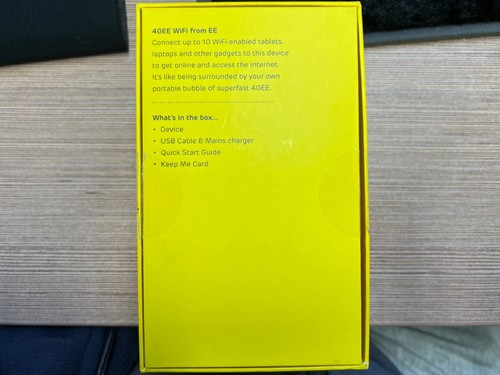 4GEE WiFi from EE
Connect up to 10 WiFi enabled tablets,
laptops and other gadgets to this device
to get online and access the internet.
It's like being surrounded by your own
portable bubble of superfast 4GEE.
What's in the box...
• Device
• USB Cable & Mains charger
• Quick Start Guide
• Keep Me Card